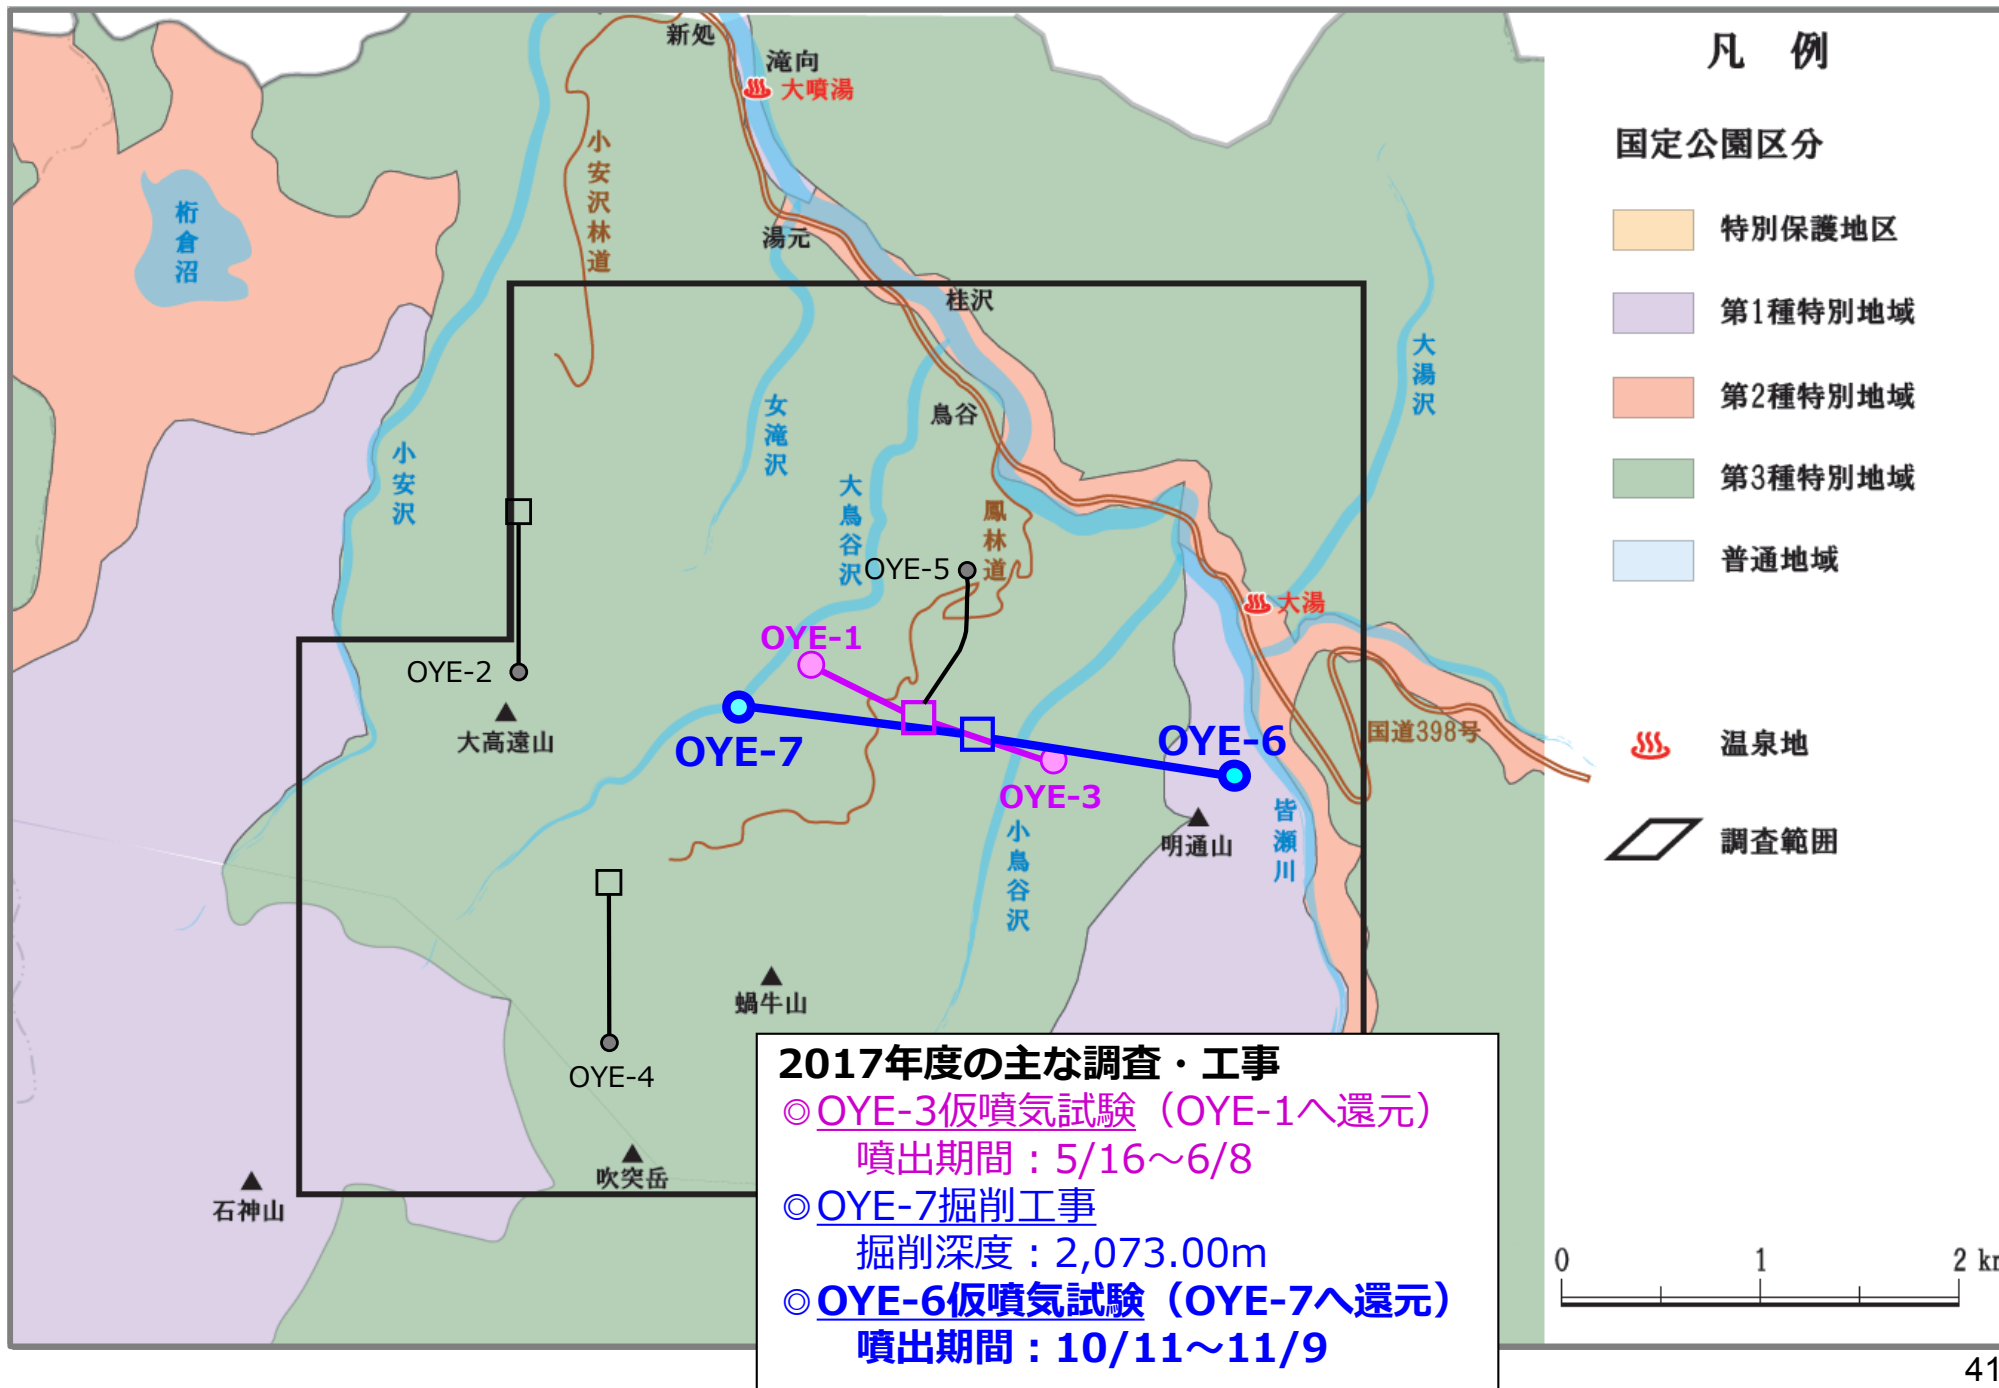 新処
滝向
大噴湯
小安沢林道
桁倉沼
湯元
桂沢
大湯沢
女滝沢
鳥谷
小安沢
大鳥谷沢
鳳林道
OYE-5
大湯
OYE-1
OYE-2
大高遠山
OYE-7
OYE-6
国道398号
OYE-3
小鳥谷沢
明通山
皆瀬川
蝸牛山
OYE-4
吹突岳
石神山
凡 例
国定公園区分
特別保護地区
第1種特別地域
第2種特別地域
第3種特別地域
普通地域
温泉地
調査範囲
0 1 2 km
2017年度の主な調査・工事
◎OYE-3仮噴気試験（OYE-1へ還元）
噴出期間：5/16～6/8
◎OYE-7掘削工事
掘削深度：2,073.00m
◎OYE-6仮噴気試験（OYE-7へ還元）
噴出期間：10/11～11/9
41